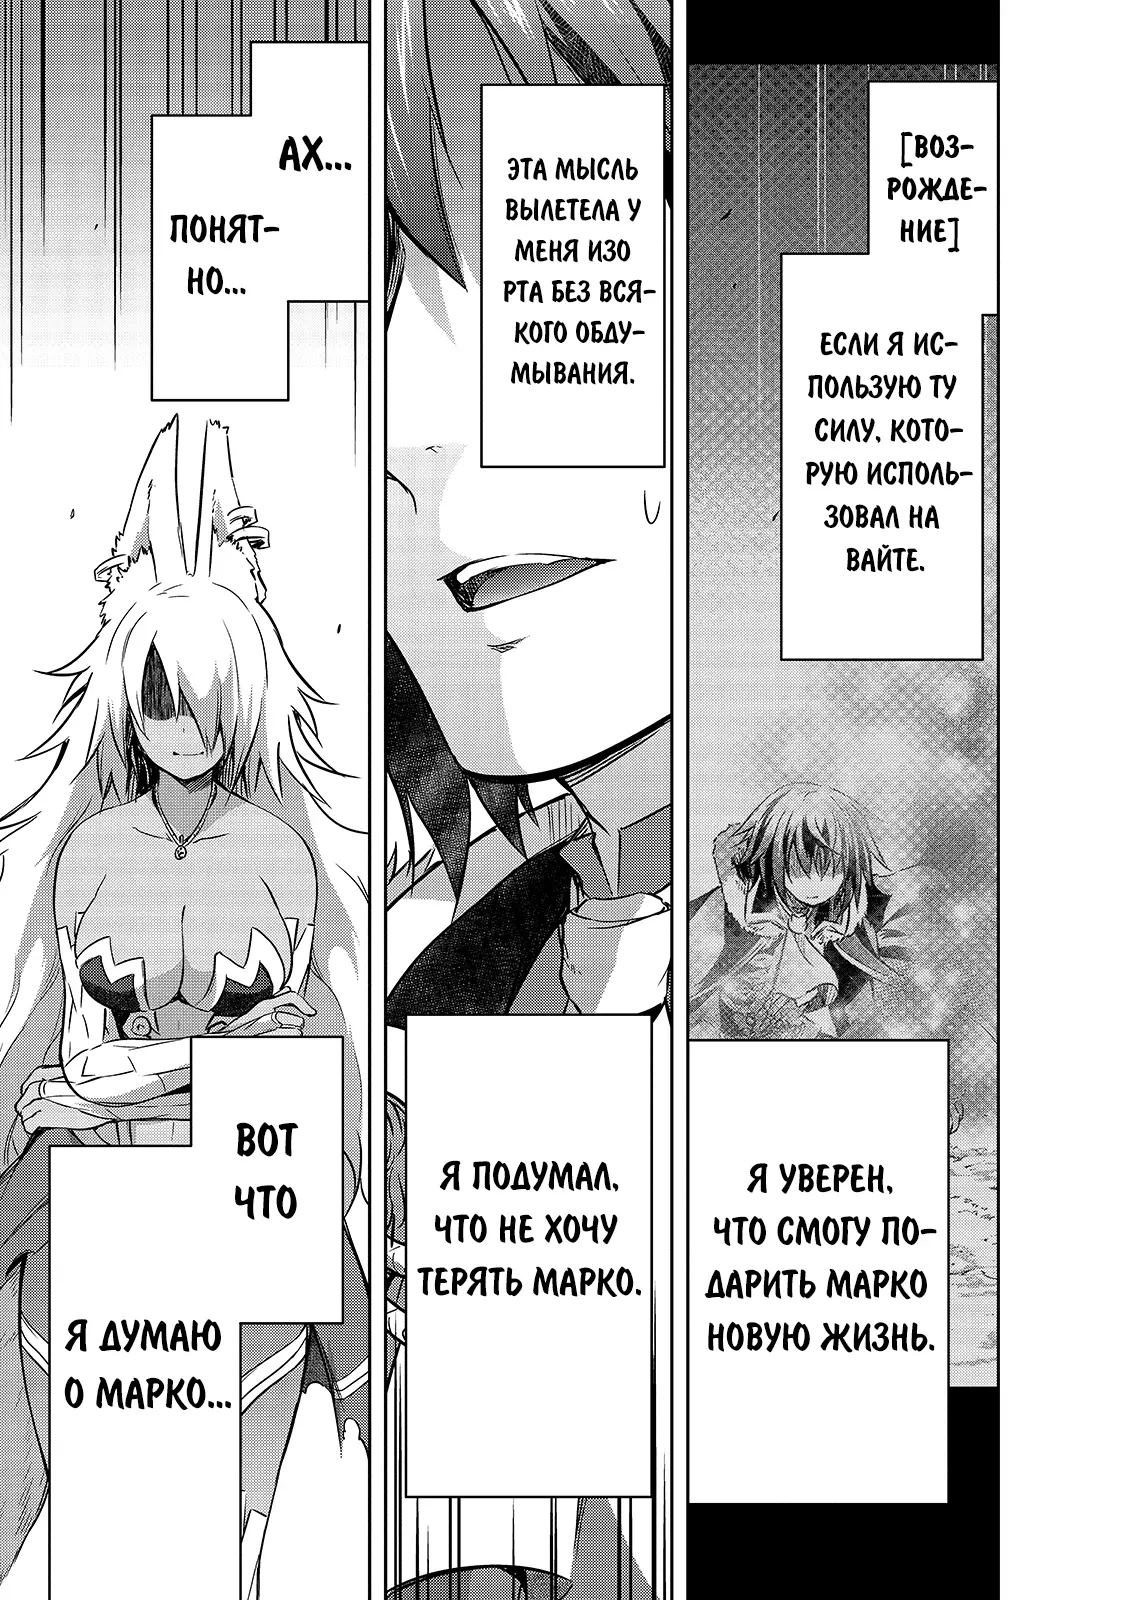 [ВОЗ-
РОЖДЕ-
НИЕ]
ЕСЛИ Я ИС-
ПОЛЬЗУЮ ТУ
СИЛУ, КОТО-
РУЮ ИСПОЛЬ-
ЗОВАЛ НА
ВАЙТЕ.
Я УВЕРЕН,
ЧТО СМОГУ ПО-
ДАРИТЬ МАРКО
НОВУЮ ЖИЗНЬ.
ЭТА МЫСЛЬ
ВЫЛЕТЕЛА У
МЕНЯ ИЗО
РТА БЕЗ ВСЯ-
КОГО ОБДУ-
МЫВАНИЯ.
Я ПОДУМАЛ,
ЧТО НЕ ХОЧУ
ТЕРЯТЬ МАРКО.
АХ...
ПОНЯТ-
НО...
ВОТ
ЧТО
Я ДУМАЮ
О МАРКО...